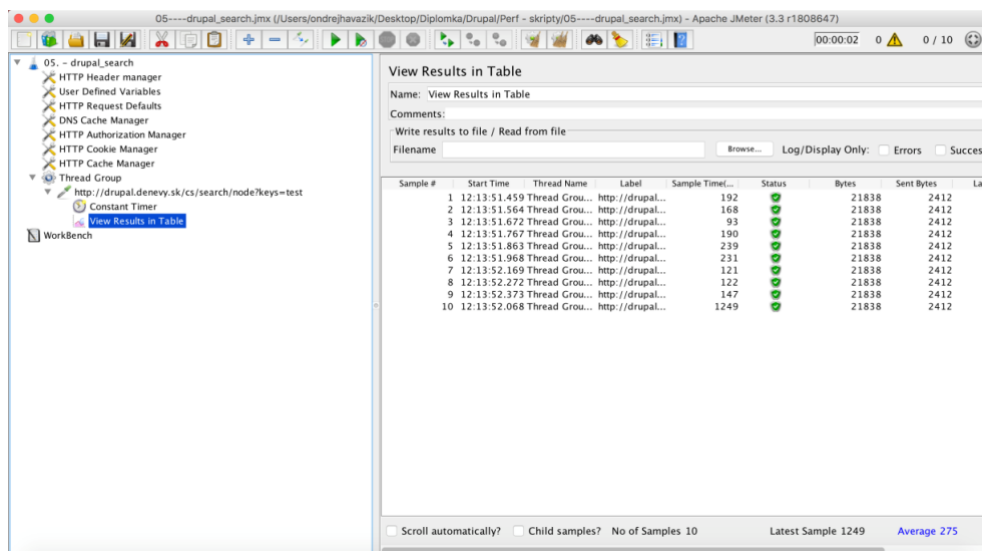 05----drupal_search.jmx (/Users/ondrejhavazik/Desktop/Diplomka/Drupal/Perf - skripty/05----drupal_search.jmx) - Apache JMeter (3.3 r1808647)
00:00:02 0 0 / 10
05. - drupal_search
HTTP Header manager
User Defined Variables
HTTP Request Defaults
DNS Cache Manager
HTTP Authorization Manager
HTTP Cookie Manager
HTTP Cache Manager
Thread Group
http://drupal.denevy.sk/cs/search/node?keys=test
Constant Timer
View Results in Table
WorkBench
View Results in Table
Name: View Results in Table
Comments:
Write results to file / Read from file
Filename Browse... Log/Display Only: Errors Succes
Sample # Start Time Thread Name Label Sample Time(... Status Bytes Sent Bytes La
1 12:13:51.459 Thread Grou... http://drupal... 192 21838 2412
2 12:13:51.564 Thread Grou... http://drupal... 168 21838 2412
3 12:13:51.672 Thread Grou... http://drupal... 93 21838 2412
4 12:13:51.767 Thread Grou... http://drupal... 190 21838 2412
5 12:13:51.863 Thread Grou... http://drupal... 239 21838 2412
6 12:13:51.968 Thread Grou... http://drupal... 231 21838 2412
7 12:13:52.169 Thread Grou... http://drupal... 121 21838 2412
8 12:13:52.272 Thread Grou... http://drupal... 122 21838 2412
9 12:13:52.373 Thread Grou... http://drupal... 147 21838 2412
10 12:13:52.068 Thread Grou... http://drupal... 1249 21838 2412
Scroll automatically? Child samples? No of Samples 10 Latest Sample 1249 Average 275